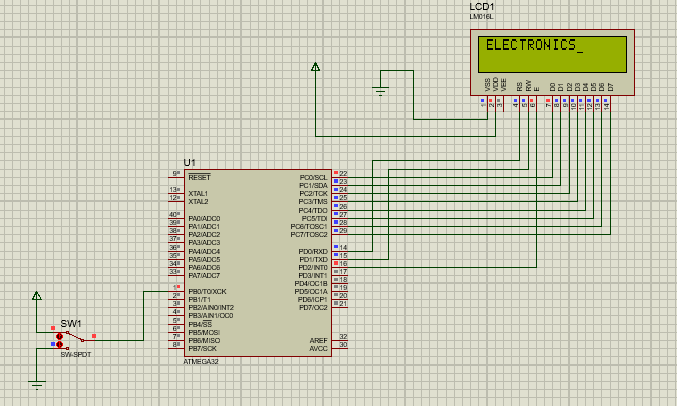 LCD1
LM016L
ELECTRONICS_
VSS VDD VEE RS RW E D0 D1 D2 D3 D4 D5 D6 D7
1 2 3 4 5 6 7 8 9 10 11 12 13 14
U1
9 RESET PC0/SCL 22
PC1/SDA 23
13 XTAL1 PC2/TCK 24
12 XTAL2 PC3/TMS 25
PC4/TDO 26
40 PA0/ADC0 PC5/TDI 27
39 PA1/ADC1 PC6/TOSC1 28
38 PA2/ADC2 PC7/TOSC2 29
37 PA3/ADC3
36 PA4/ADC4 PD0/RXD 14
35 PA5/ADC5 PD1/TXD 15
34 PA6/ADC6 PD2/INT0 16
33 PA7/ADC7 PD3/INT1 17
PD4/OC1B 18
1 PB0/T0/XCK PD5/OC1A 19
2 PB1/T1 PD6/ICP1 20
3 PB2/AIN0/INT2 PD7/OC2 21
4 PB3/AIN1/OC0
5 PB4/SS
6 PB5/MOSI
7 PB6/MISO AREF 32
8 PB7/SCK AVCC 30
ATMEGA32
SW1
SW-SPDT